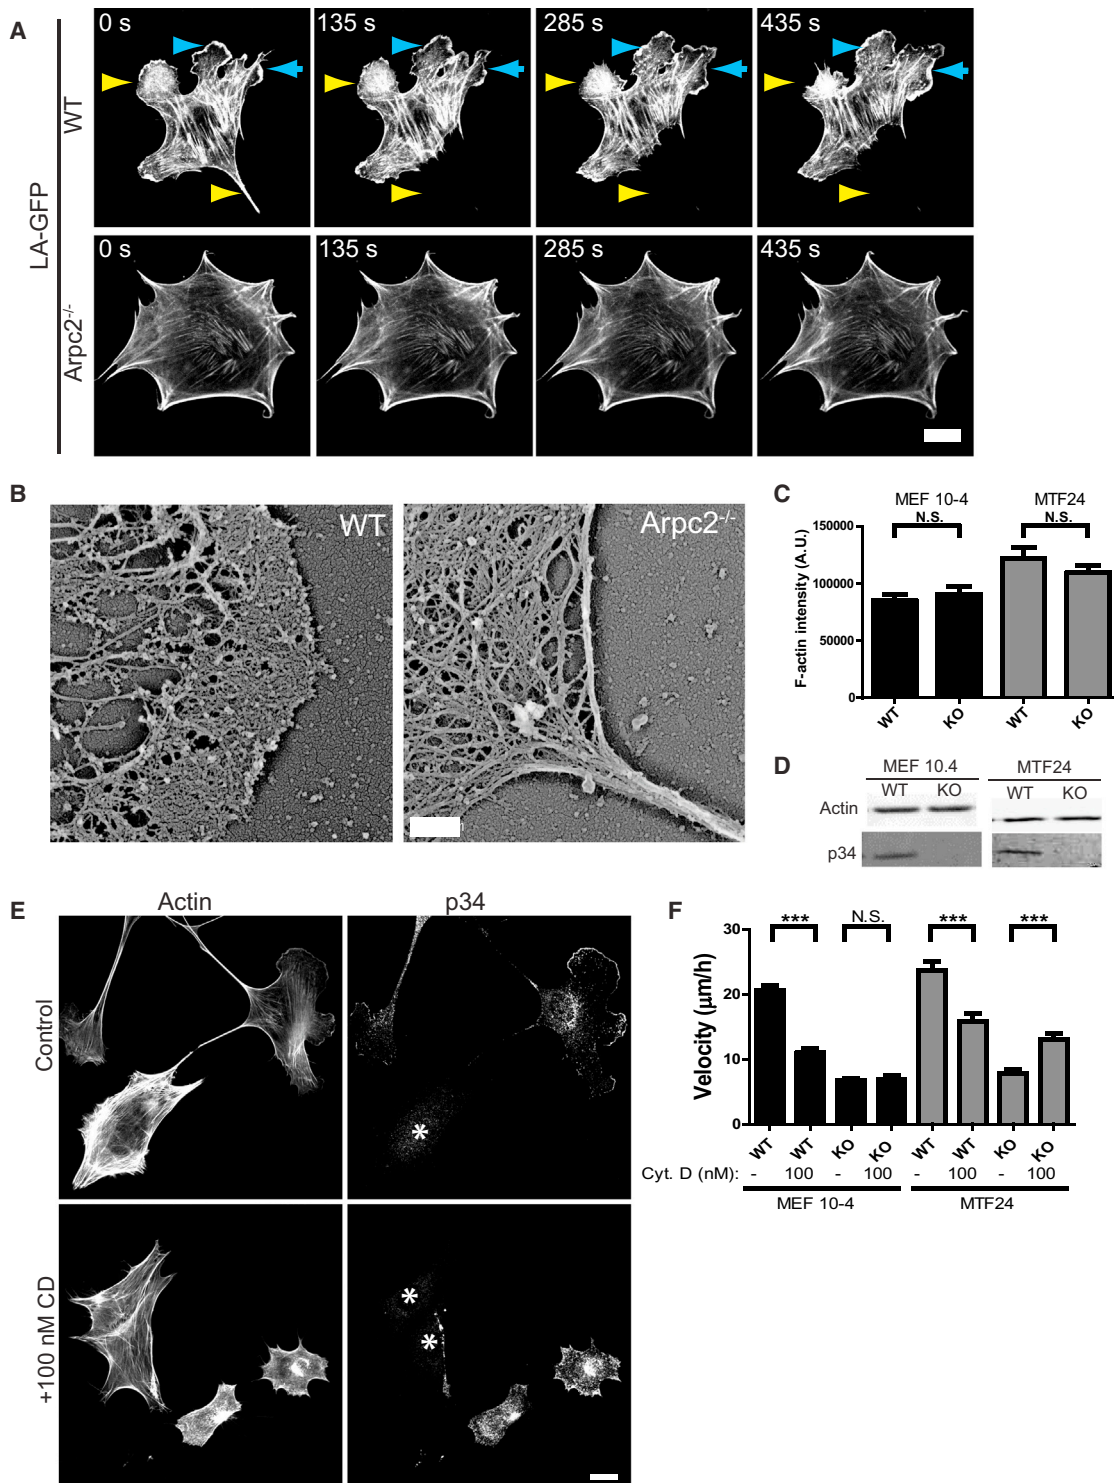 A
LA-GFP
WT
0 s
135 s
285 s
435 s
Arpc2-/-
0 s
135 s
285 s
435 s
B
WT
Arpc2-/-
C
MEF 10-4
MTF24
N.S.
N.S.
F-actin intensity (A.U.)
150000
100000
50000
0
WT
KO
WT
KO
D
MEF 10.4
MTF24
WT
KO
WT
KO
Actin
p34
E
Actin
p34
Control
*
+100 nM CD
*
*
F
***
N.S.
***
***
Velocity (μm/h)
30
20
10
0
WT
WT
KO
KO
WT
WT
KO
KO
Cyt. D (nM): - 100 - 100 - 100 - 100
MEF 10-4
MTF24